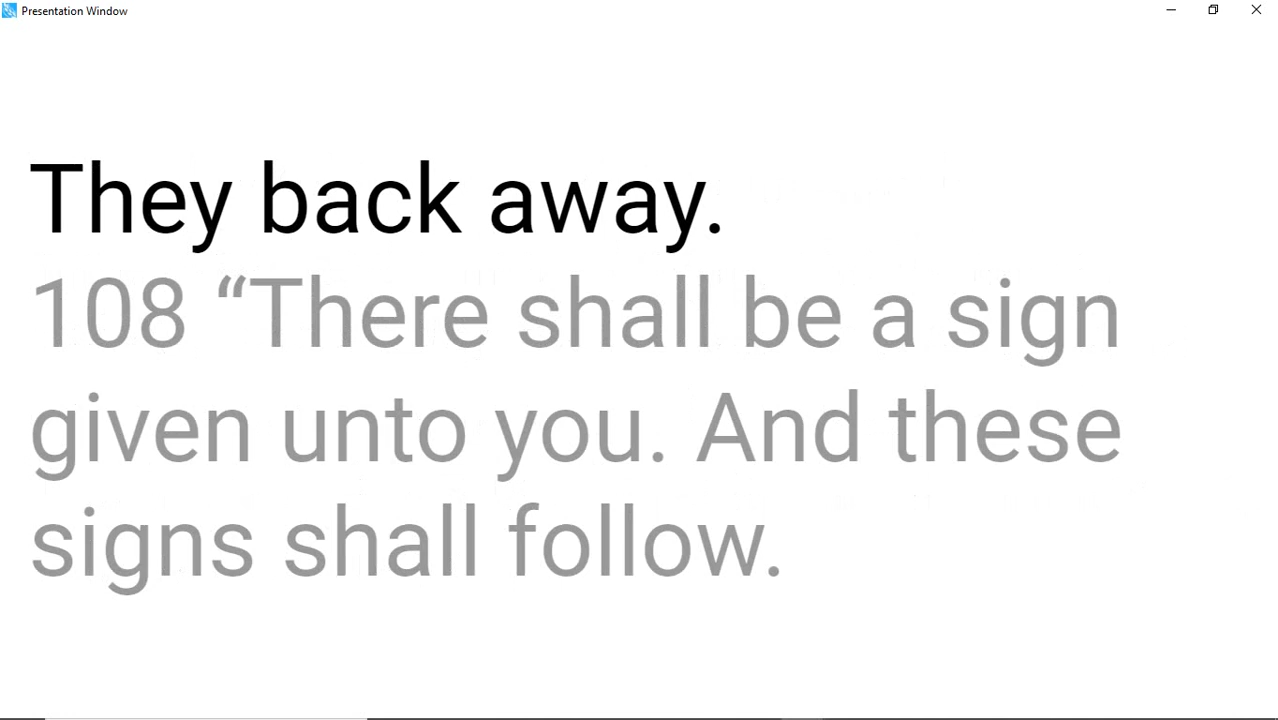 Presentation Window
They back away.
108 “There shall be a sign
given unto you. And these
signs shall follow.